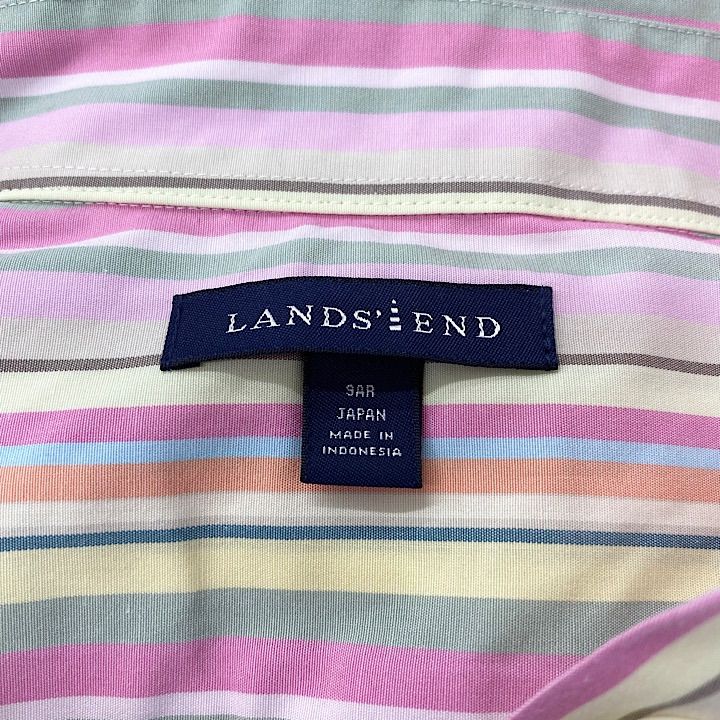 LANDS' END
9AR
JAPAN
MADE IN
INDONESIA